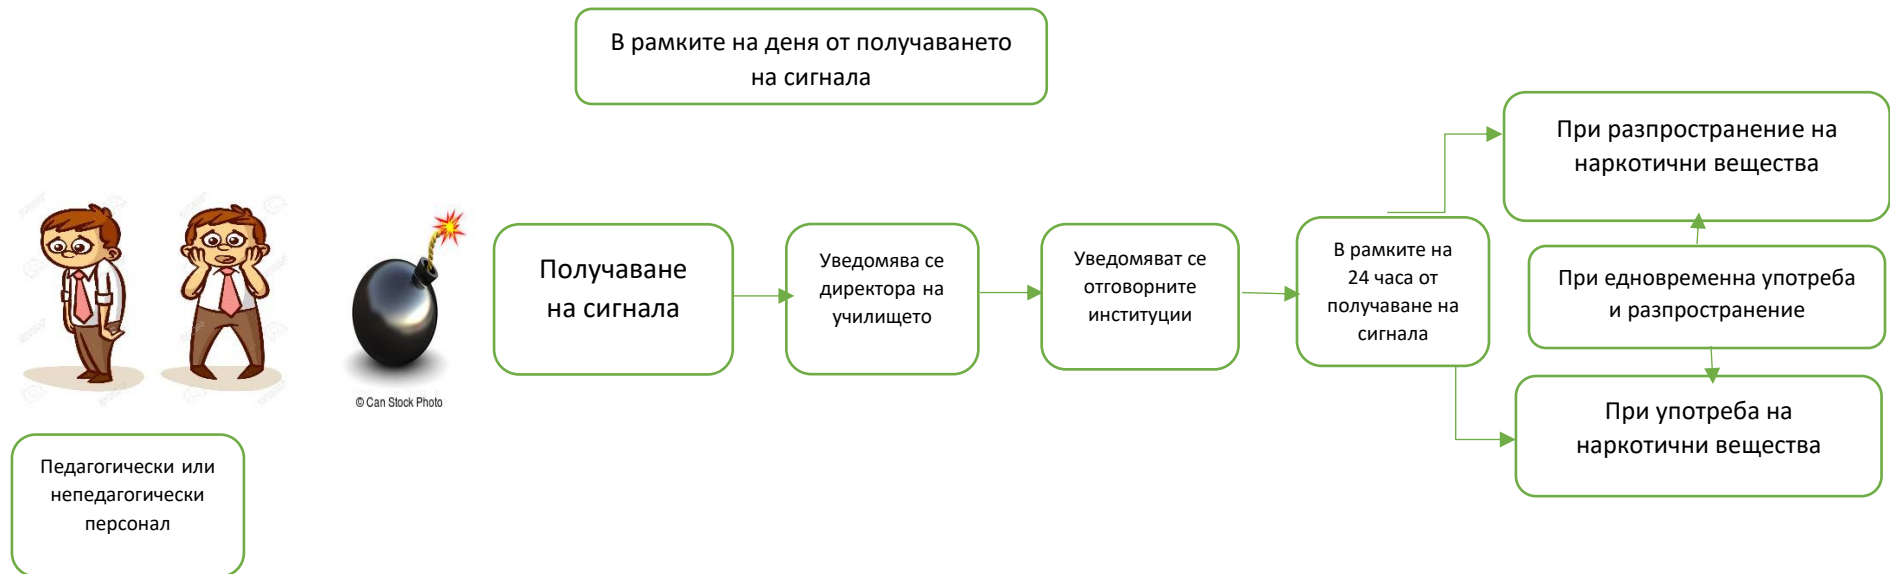 В рамките на деня от получаването
на сигнала
При разпространение на
наркотични вещества
Получаване
на сигнала
Уведомява се
директора на
училището
Уведомяват се
отговорните
институции
В рамките на
24 часа от
получаване на
сигнала
При едновременна употреба
и разпространение
При употреба на
наркотични вещества
© Can Stock Photo
Педагогически или
непедагогически
персонал